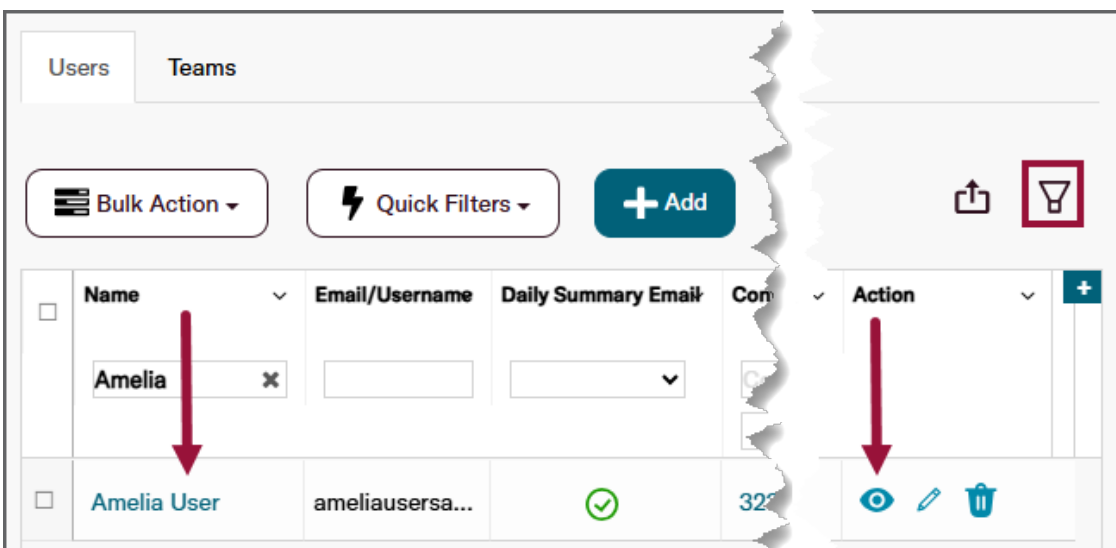 Users Teams
Bulk Action Quick Filters Add
Name Email/Username Daily Summary Email Action
Amelia
Amelia User ameliausersa...